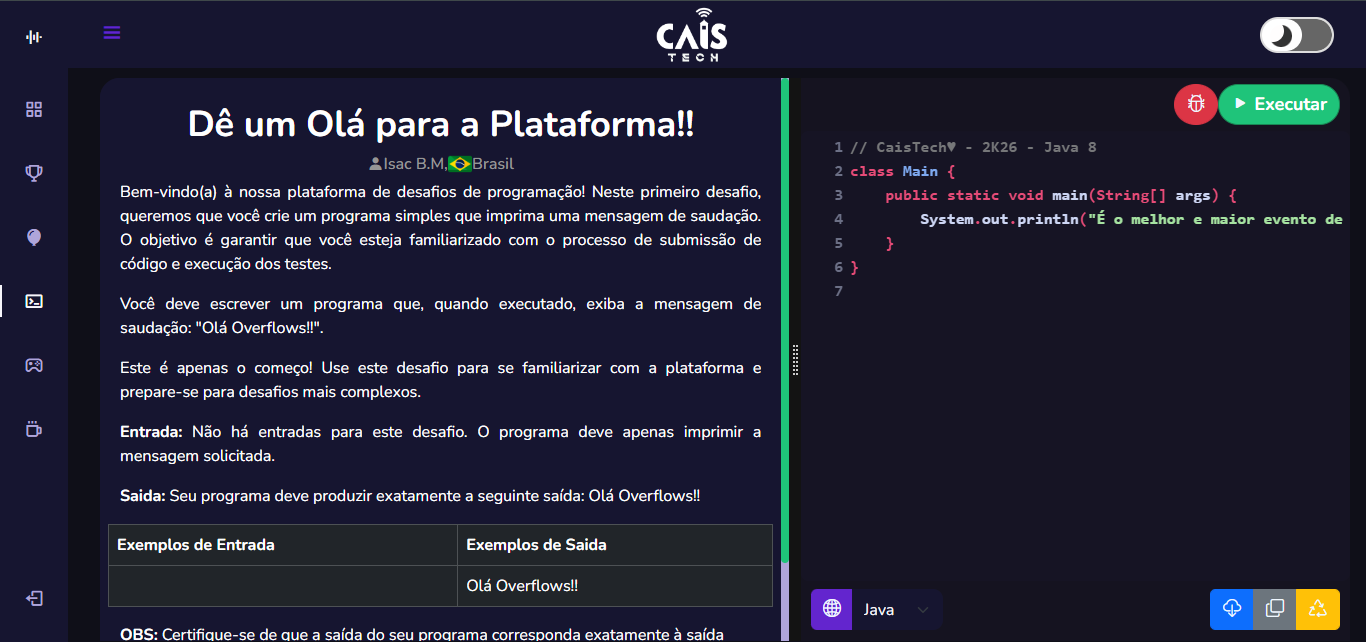 CAIS
TECH
Dê um Olá para a Plataforma!!
Isac B.M, Brasil
Bem-vindo(a) à nossa plataforma de desafios de programação! Neste primeiro desafio,
queremos que você crie um programa simples que imprima uma mensagem de saudação.
O objetivo é garantir que você esteja familiarizado com o processo de submissão de
código e execução dos testes.
Você deve escrever um programa que, quando executado, exiba a mensagem de
saudação: "Olá Overflows!!".
Este é apenas o começo! Use este desafio para se familiarizar com a plataforma e
prepare-se para desafios mais complexos.
Entrada: Não há entradas para este desafio. O programa deve apenas imprimir a
mensagem solicitada.
Saida: Seu programa deve produzir exatamente a seguinte saída: Olá Overflows!!
Exemplos de Entrada Exemplos de Saida
Olá Overflows!!
OBS: Certifique-se de que a saída do seu programa corresponda exatamente à saída
Executar
1 // CaisTech♥ - 2K26 - Java 8
2 class Main {
3     public static void main(String[] args) {
4         System.out.println("É o melhor e maior evento de
5     }
6 }
7
Java